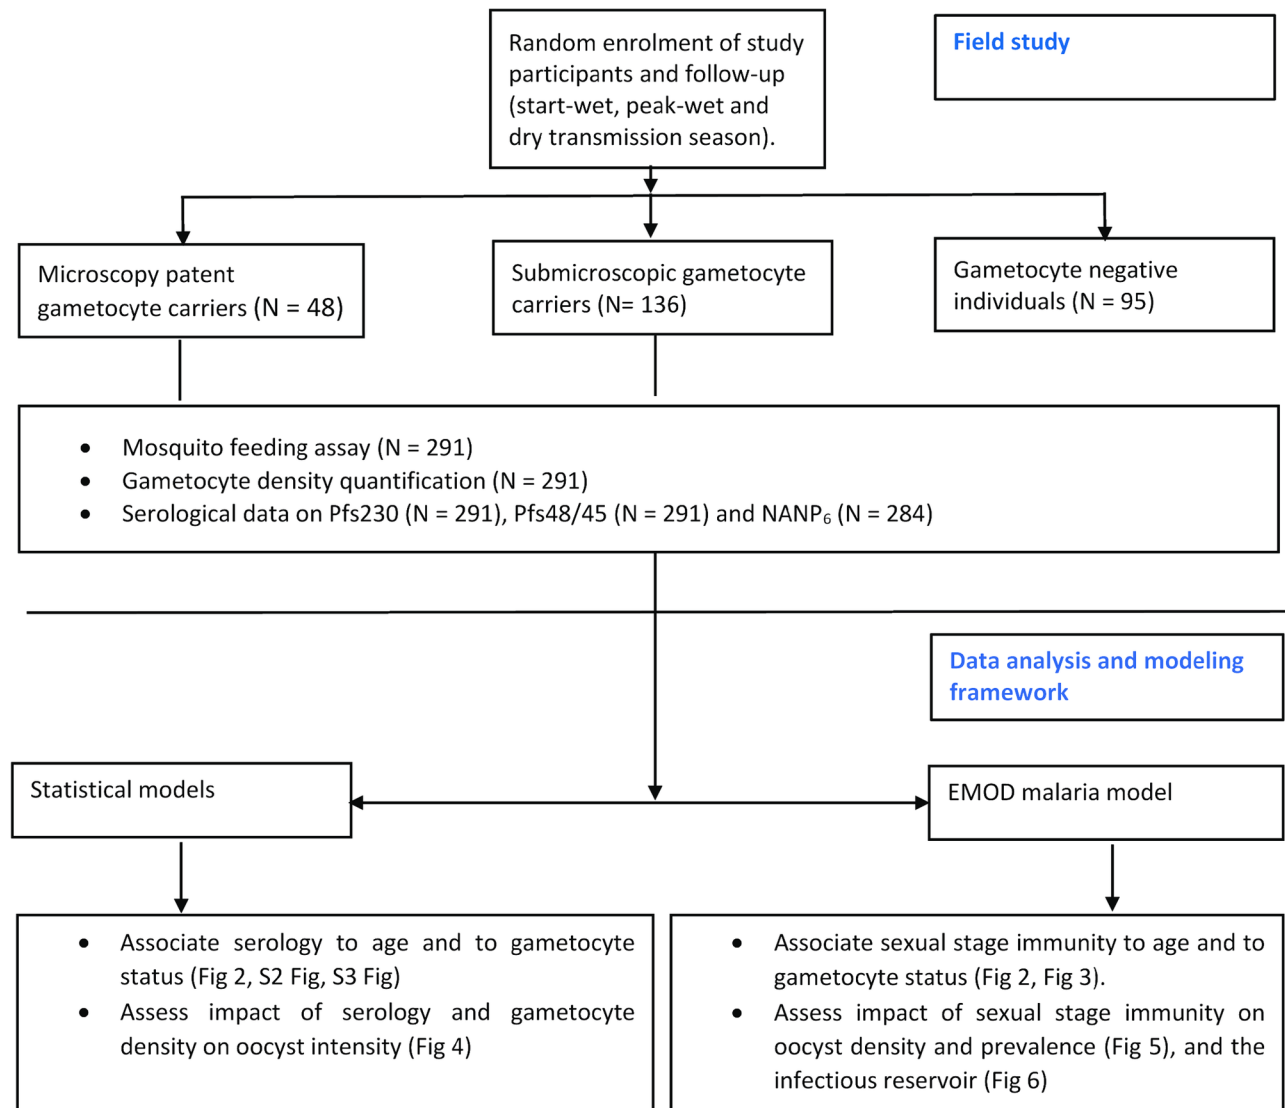 Random enrolment of study
participants and follow-up
(start-wet, peak-wet and
dry transmission season).
Field study
Microscopy patent
gametocyte carriers (N = 48)
Submicroscopic gametocyte
carriers (N= 136)
Gametocyte negative
individuals (N = 95)
• Mosquito feeding assay (N = 291)
• Gametocyte density quantification (N = 291)
• Serological data on Pfs230 (N = 291), Pfs48/45 (N = 291) and NANP₆ (N = 284)
Data analysis and modeling
framework
Statistical models
EMOD malaria model
• Associate serology to age and to gametocyte
status (Fig 2, S2 Fig, S3 Fig)
• Assess impact of serology and gametocyte
density on oocyst intensity (Fig 4)
• Associate sexual stage immunity to age and to
gametocyte status (Fig 2, Fig 3).
• Assess impact of sexual stage immunity on
oocyst density and prevalence (Fig 5), and the
infectious reservoir (Fig 6)